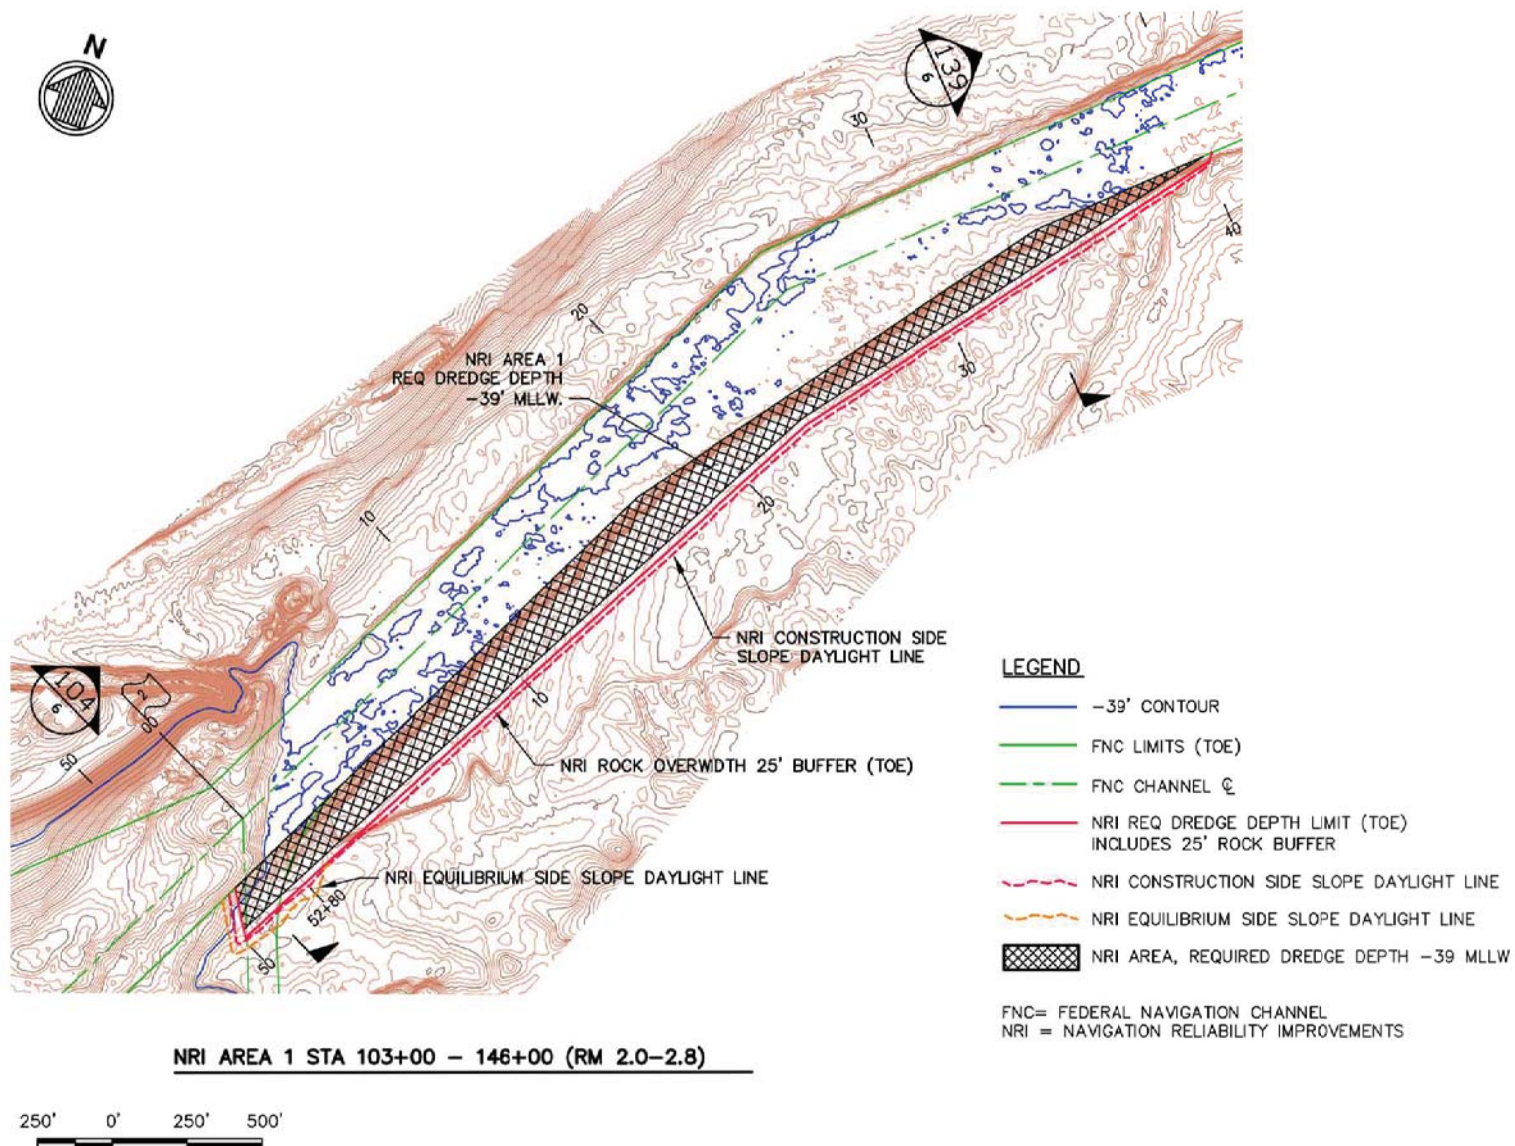 N
139
6
30
40
20
NRI AREA 1
REQ DREDGE DEPTH
-39' MLLW.
30
10
20
NRI CONSTRUCTION SIDE
SLOPE DAYLIGHT LINE
104
6
2
00
50
10
NRI ROCK OVERWDTH 25' BUFFER (TOE)
NRI EQUILIBRIUM SIDE SLOPE DAYLIGHT LINE
52+80
50
LEGEND
-39' CONTOUR
FNC LIMITS (TOE)
FNC CHANNEL ℄
NRI REQ DREDGE DEPTH LIMIT (TOE)
INCLUDES 25' ROCK BUFFER
NRI CONSTRUCTION SIDE SLOPE DAYLIGHT LINE
NRI EQUILIBRIUM SIDE SLOPE DAYLIGHT LINE
NRI AREA, REQUIRED DREDGE DEPTH -39 MLLW
FNC= FEDERAL NAVIGATION CHANNEL
NRI = NAVIGATION RELIABILITY IMPROVEMENTS
NRI AREA 1 STA 103+00 - 146+00 (RM 2.0-2.8)
250' 0' 250' 500'